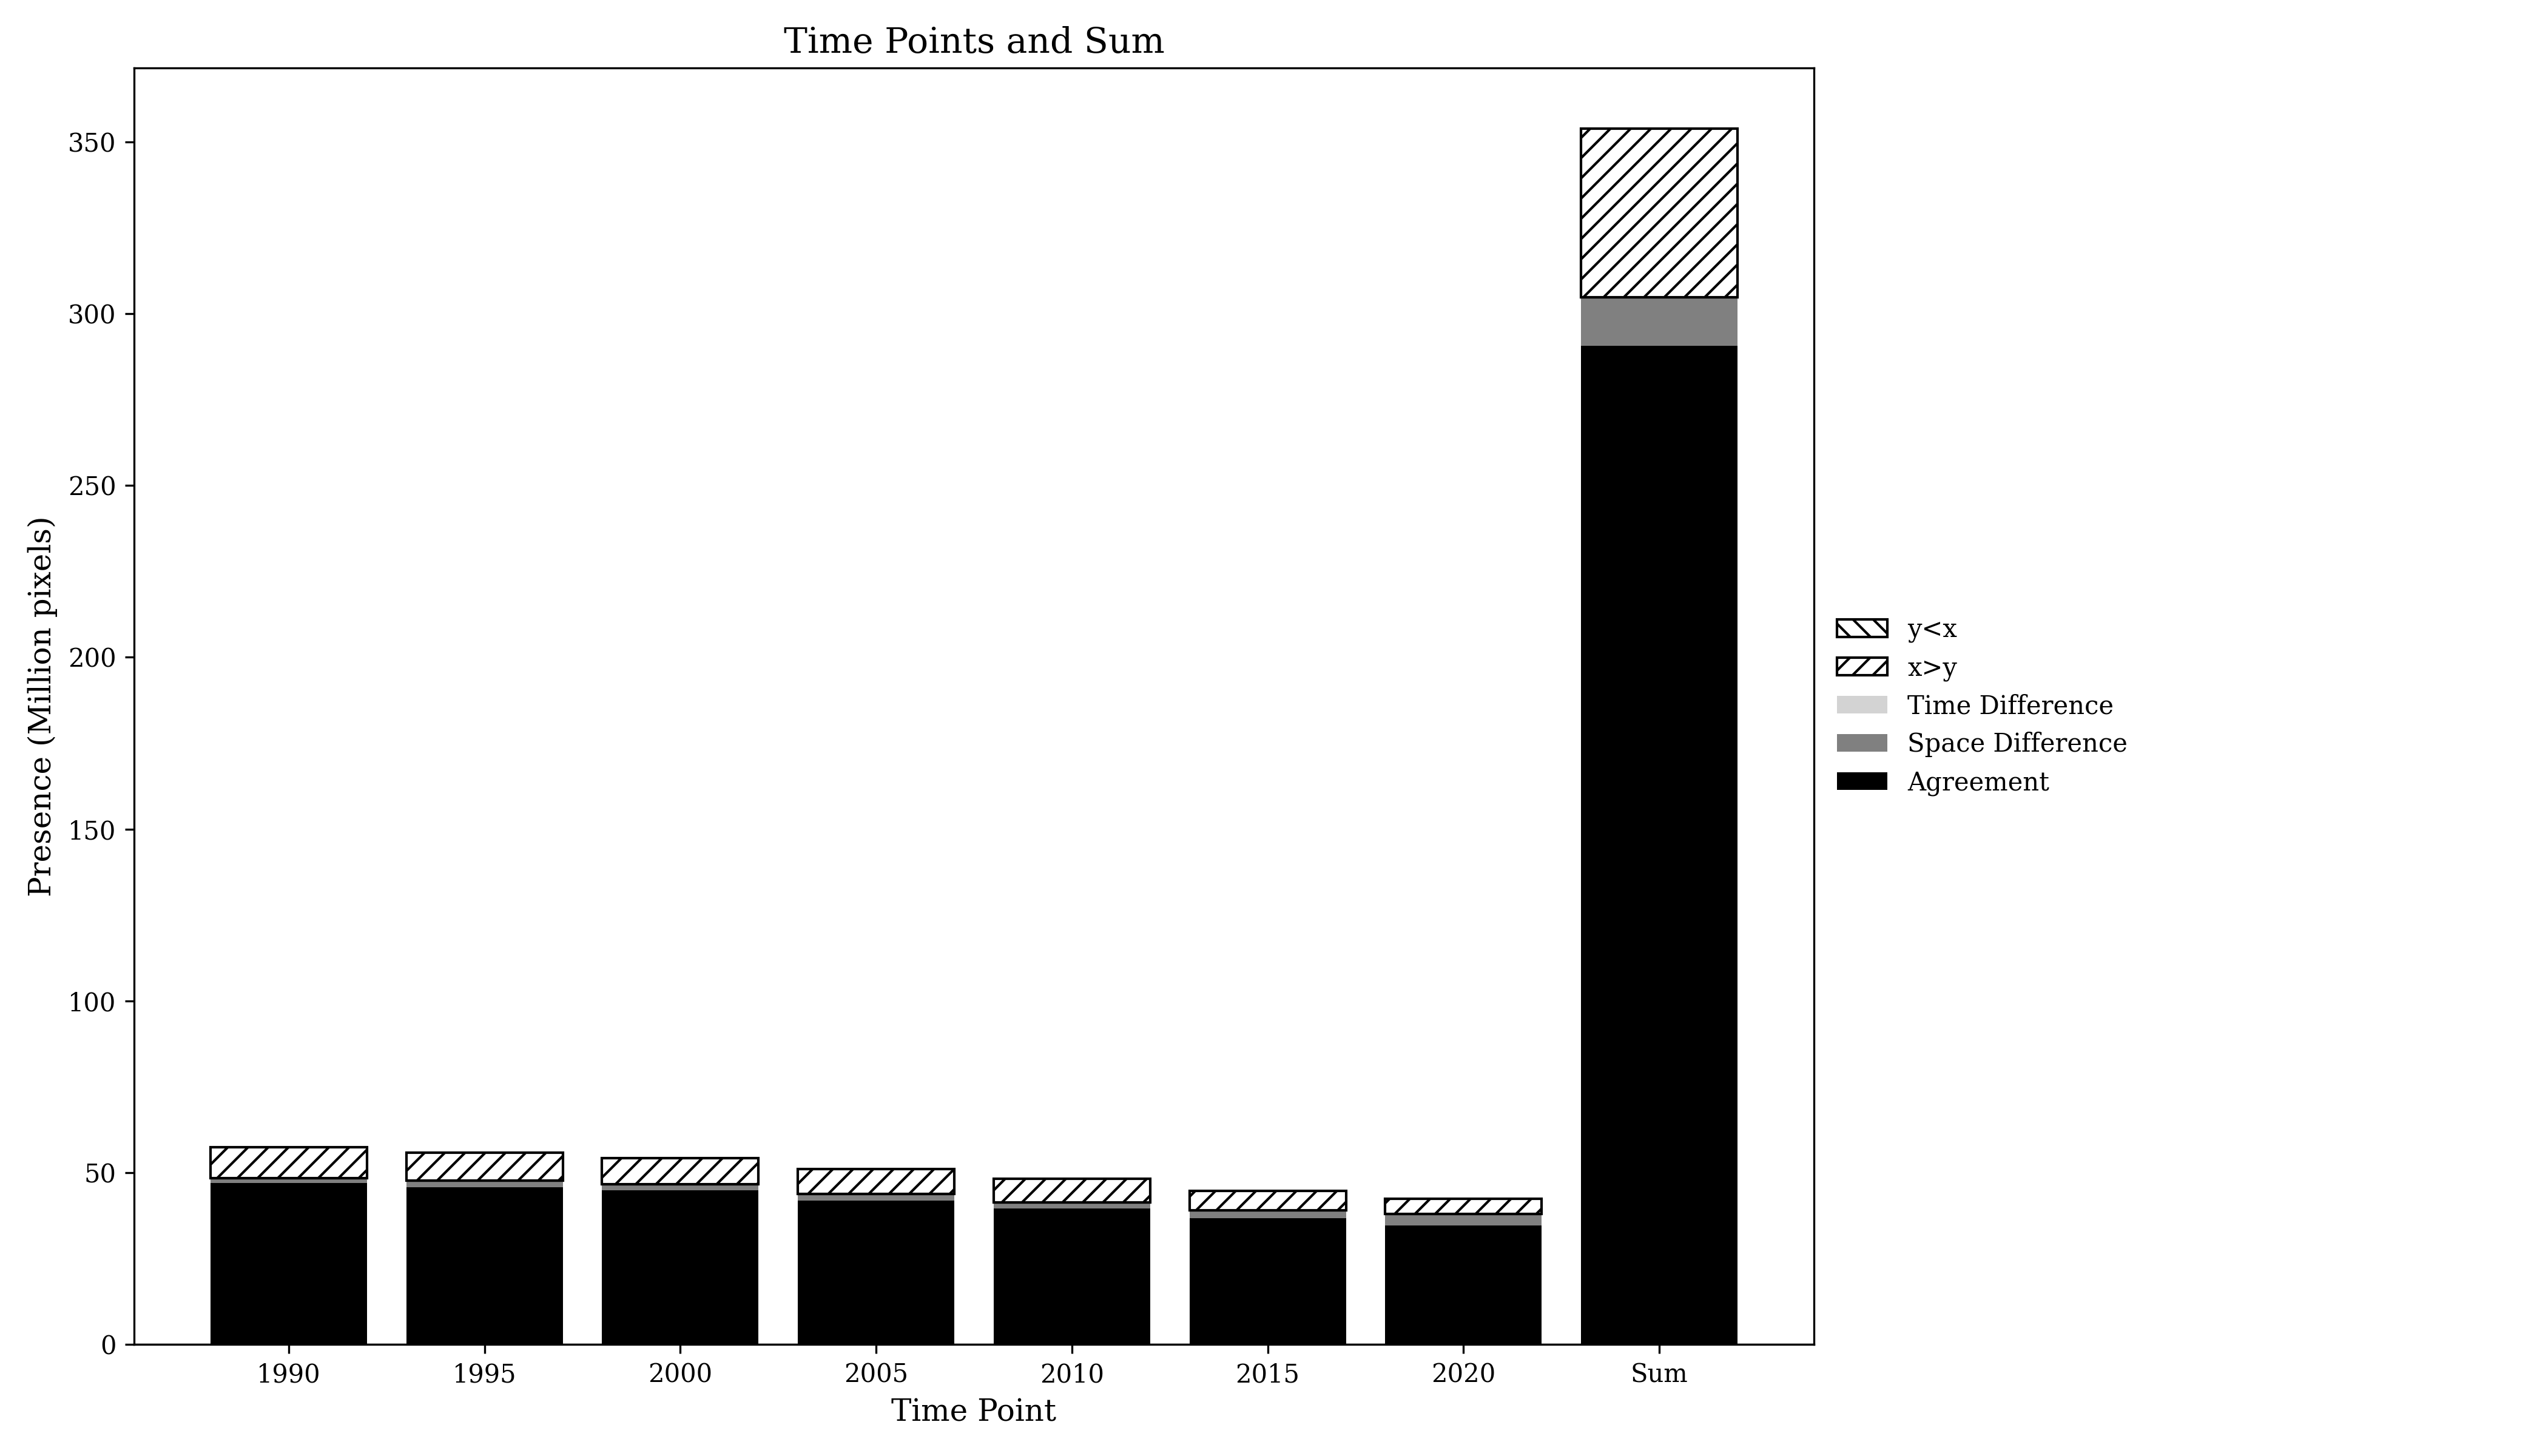 Time Points and Sum
Presence (Million pixels)
350
300
250
200
150
100
50
0
1990 1995 2000 2005 2010 2015 2020 Sum
Time Point
y<x
x>y
Time Difference
Space Difference
Agreement